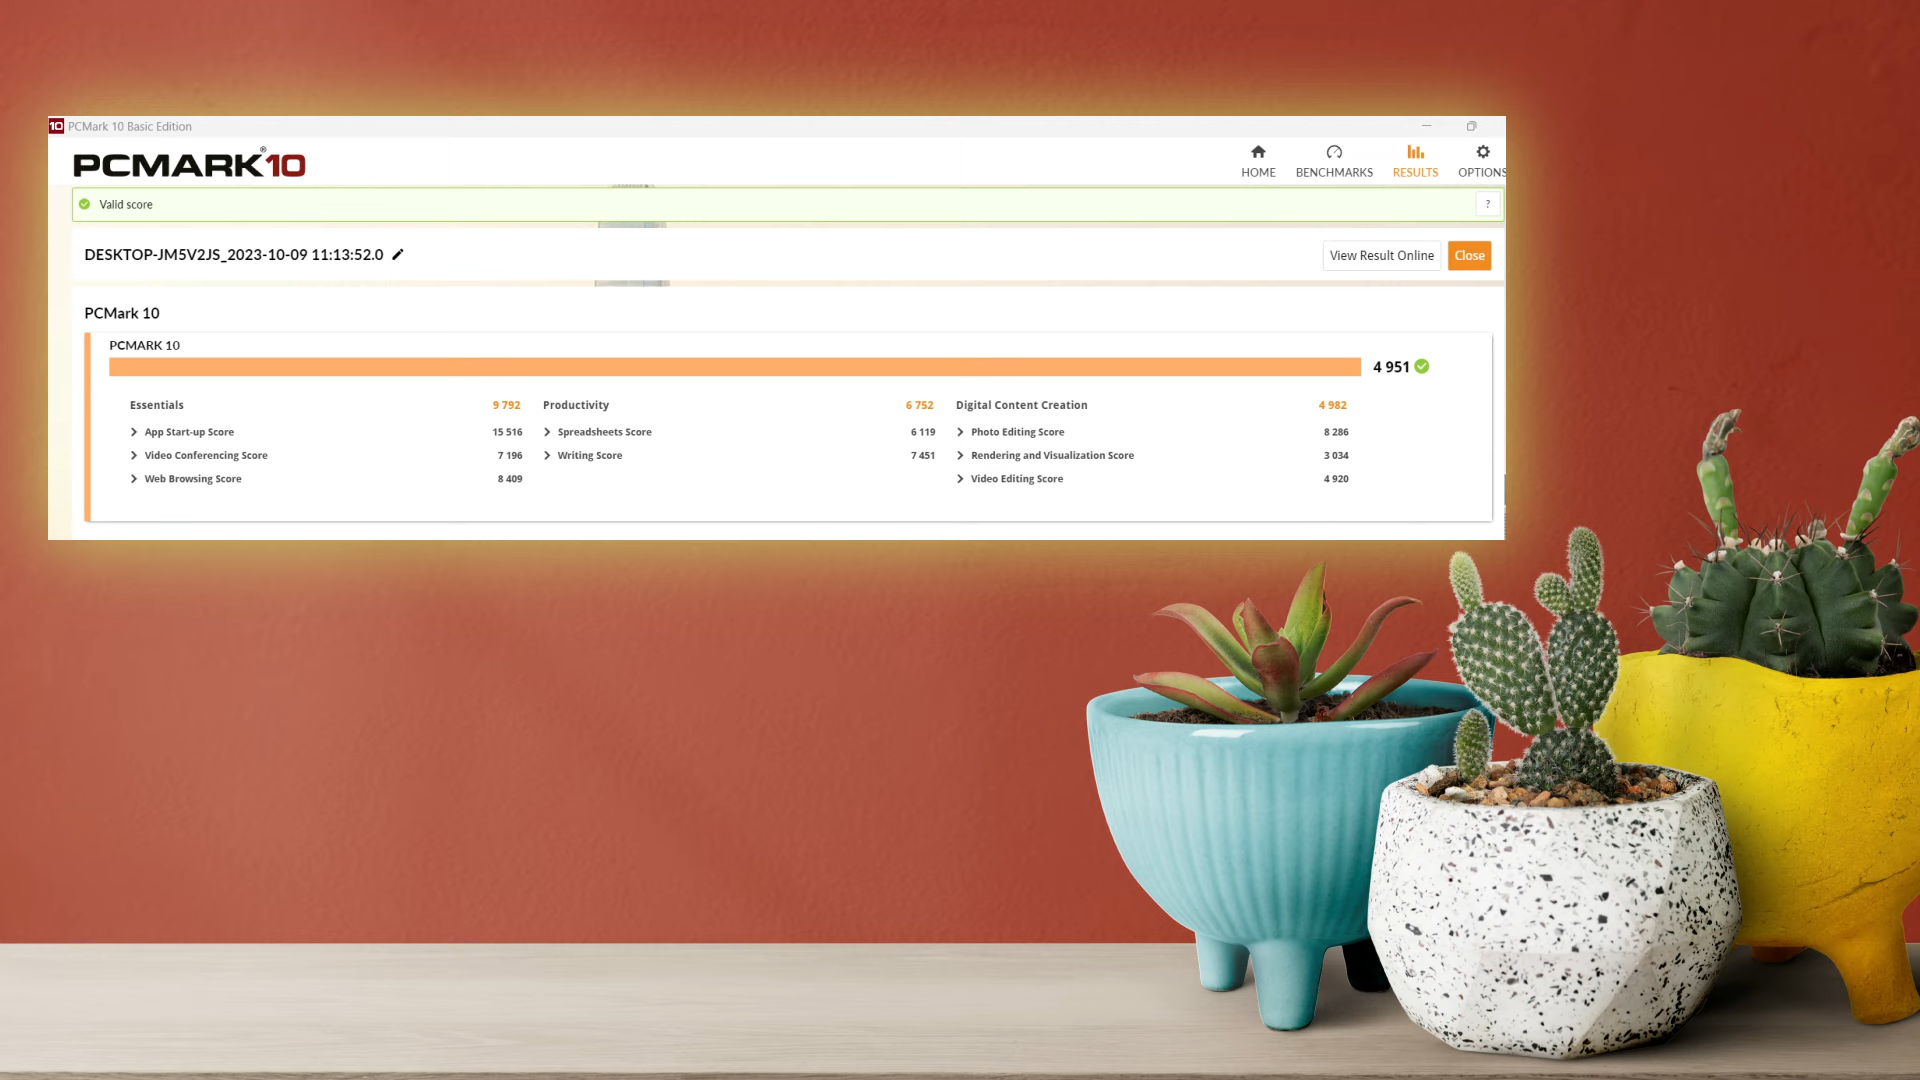 10 PCMark 10 Basic Edition
PCMARK®10
HOME BENCHMARKS RESULTS OPTIONS
Valid score
?
DESKTOP-JM5V2JS_2023-10-09 11:13:52.0
View Result Online Close
PCMark 10
PCMARK 10
4 951
Essentials 9 792
App Start-up Score 15 516
Video Conferencing Score 7 196
Web Browsing Score 8 409
Productivity 6 752
Spreadsheets Score 6 119
Writing Score 7 451
Digital Content Creation 4 982
Photo Editing Score 8 286
Rendering and Visualization Score 3 034
Video Editing Score 4 920